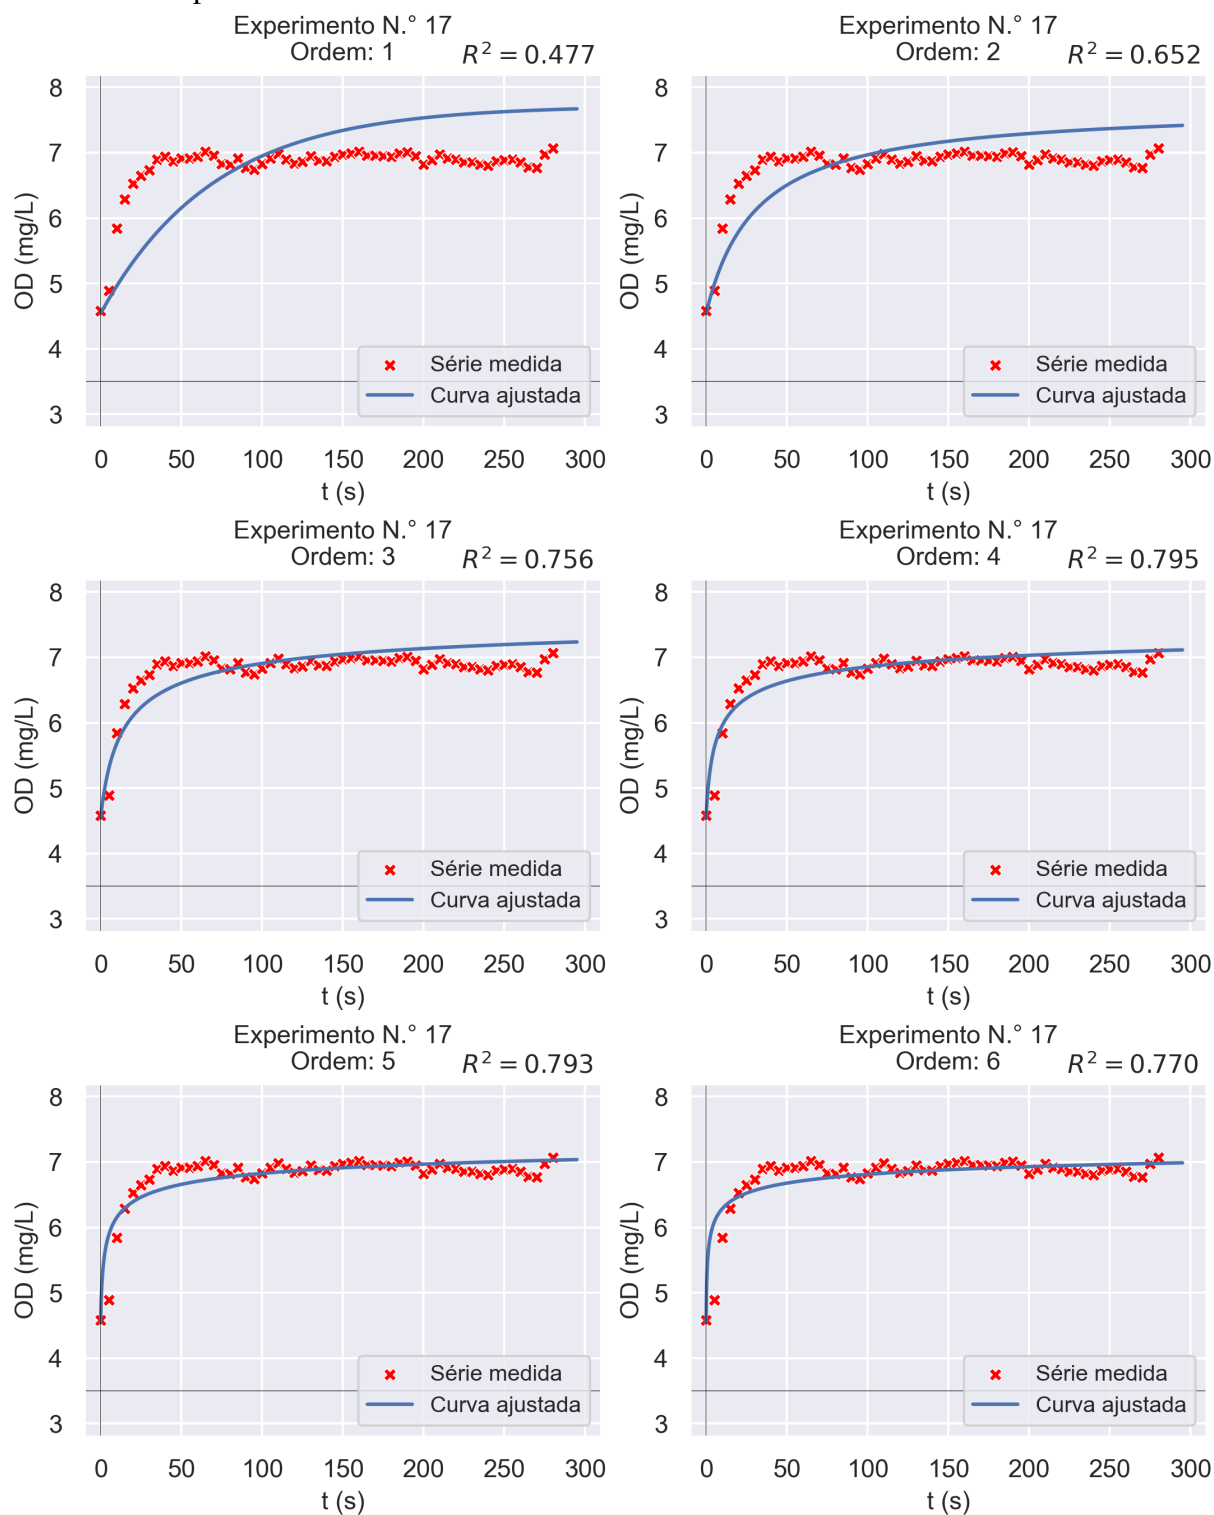 Experimento N.° 17
Ordem: 1
R² = 0.477
8
7
6
5
4
3
OD (mg/L)
Série medida
Curva ajustada
0 50 100 150 200 250 300
t (s)
Experimento N.° 17
Ordem: 2
R² = 0.652
8
7
6
5
4
3
OD (mg/L)
Série medida
Curva ajustada
0 50 100 150 200 250 300
t (s)
Experimento N.° 17
Ordem: 3
R² = 0.756
8
7
6
5
4
3
OD (mg/L)
Série medida
Curva ajustada
0 50 100 150 200 250 300
t (s)
Experimento N.° 17
Ordem: 4
R² = 0.795
8
7
6
5
4
3
OD (mg/L)
Série medida
Curva ajustada
0 50 100 150 200 250 300
t (s)
Experimento N.° 17
Ordem: 5
R² = 0.793
8
7
6
5
4
3
OD (mg/L)
Série medida
Curva ajustada
0 50 100 150 200 250 300
t (s)
Experimento N.° 17
Ordem: 6
R² = 0.770
8
7
6
5
4
3
OD (mg/L)
Série medida
Curva ajustada
0 50 100 150 200 250 300
t (s)